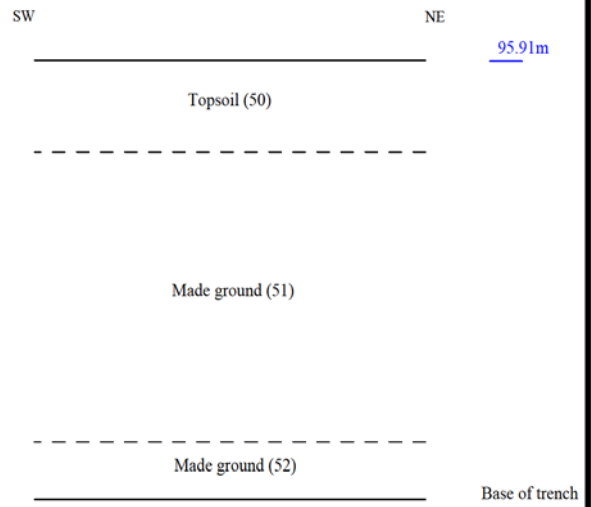 SW
NE
95.91m
Topsoil (50)
Made ground (51)
Made ground (52)
Base of trench